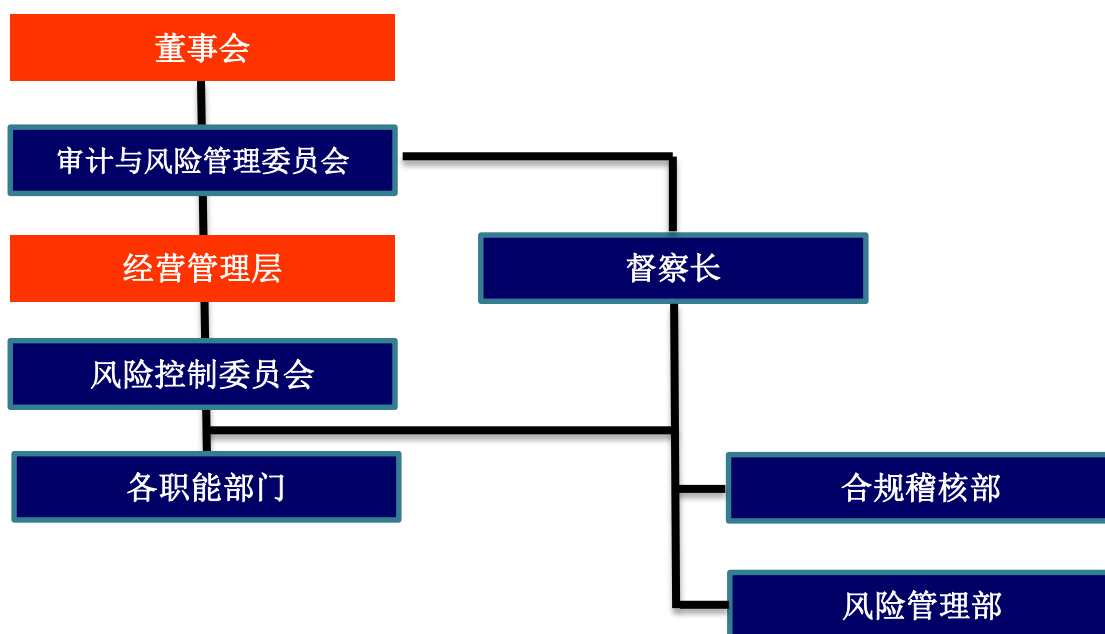 董事会
审计与风险管理委员会
经营管理层
督察长
风险控制委员会
各职能部门
合规稽核部
风险管理部